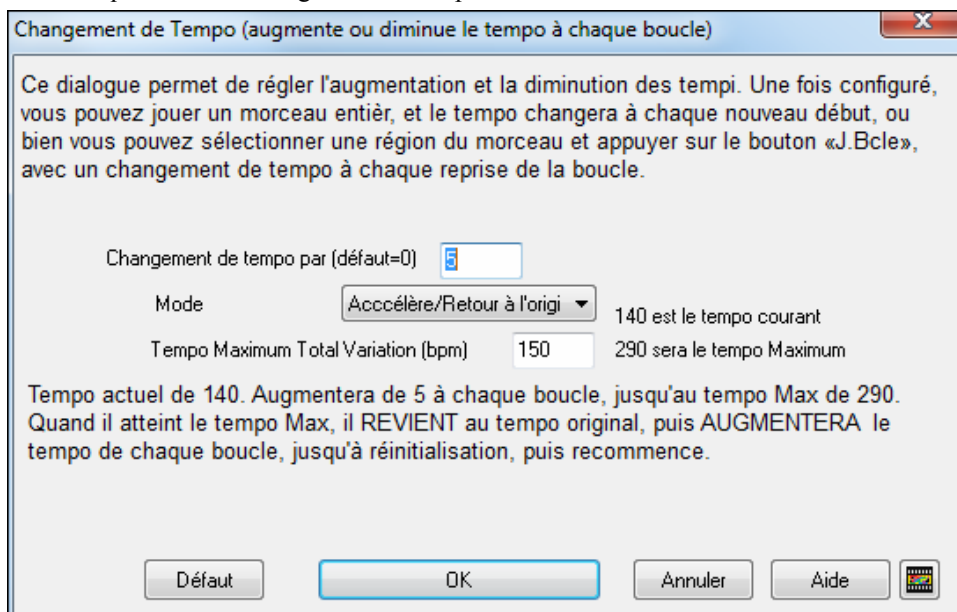 Changement de Tempo (augmente ou diminue le tempo à chaque boucle)
Ce dialogue permet de régler l'augmentation et la diminution des tempi. Une fois configuré,
vous pouvez jouer un morceau entièr, et le tempo changera à chaque nouveau début, ou
bien vous pouvez sélectionner une région du morceau et appuyer sur le bouton «J.Bcle»,
avec un changement de tempo à chaque reprise de la boucle.
Changement de tempo par (défaut=0) 5
Mode Acccélère/Retour à l'origi
140 est le tempo courant
Tempo Maximum Total Variation (bpm) 150 290 sera le tempo Maximum
Tempo actuel de 140. Augmentera de 5 à chaque boucle, jusqu'au tempo Max de 290.
Quand il atteint le tempo Max, il REVIENT au tempo original, puis AUGMENTERA le
tempo de chaque boucle, jusqu'à réinitialisation, puis recommence.
Défaut OK Annuler Aide